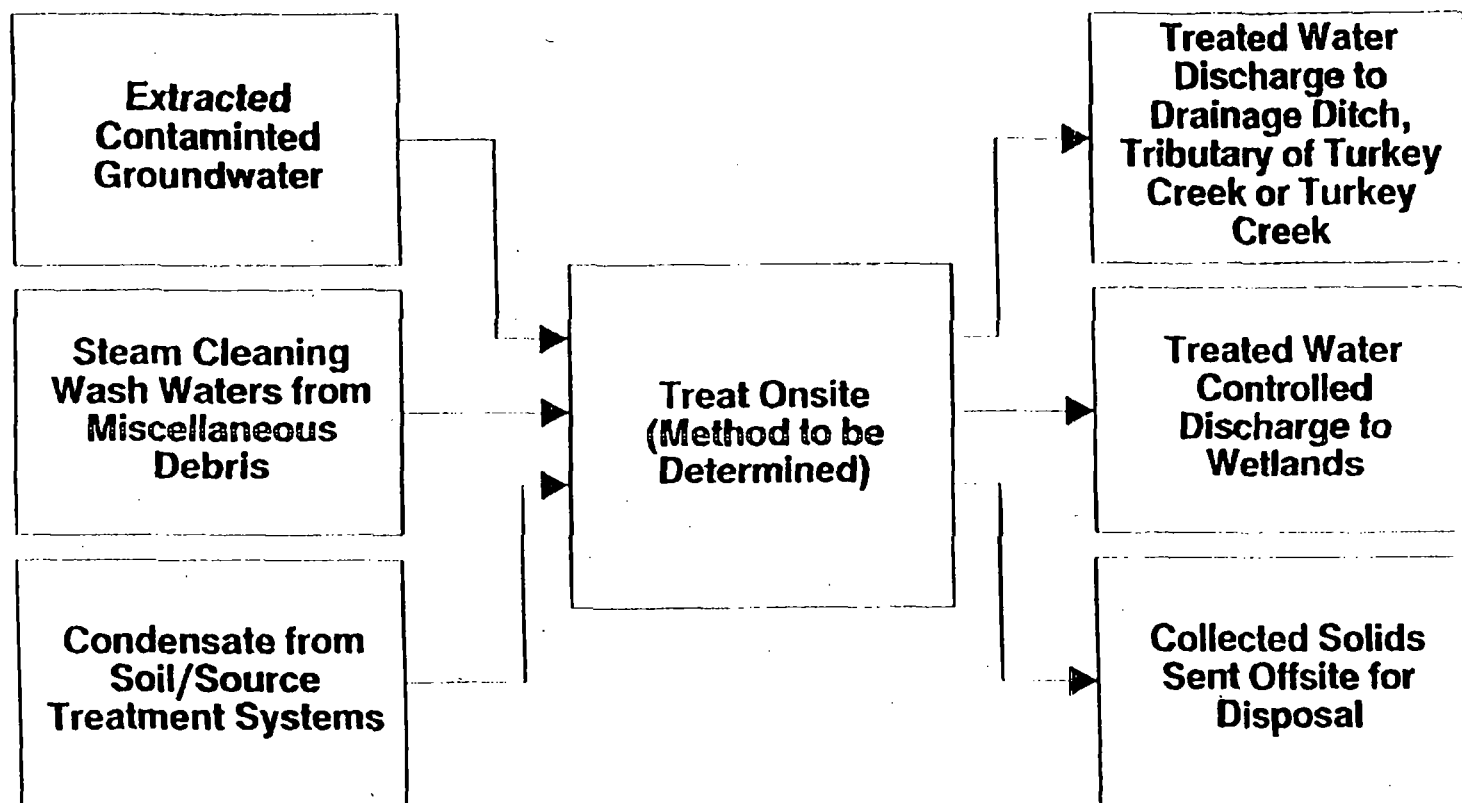 Extracted
Contaminted
Groundwater
Steam Cleaning
Wash Waters from
Miscellaneous
Debris
Condensate from
Soil/Source
Treatment Systems
Treat Onsite
(Method to be
Determined)
Treated Water
Discharge to
Drainage Ditch,
Tributary of Turkey
Creek or Turkey
Creek
Treated Water
Controlled
Discharge to
Wetlands
Collected Solids
Sent Offsite for
Disposal